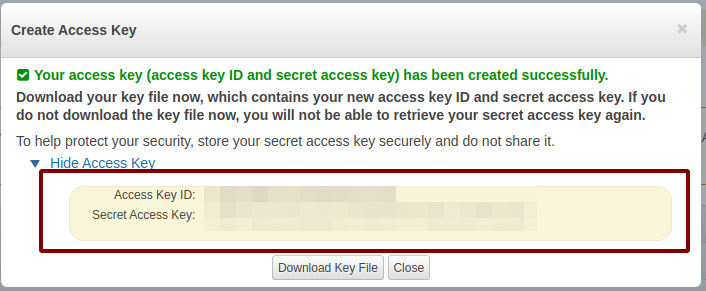 Create Access Key
Your access key (access key ID and secret access key) has been created successfully.
Download your key file now, which contains your new access key ID and secret access key. If you
do not download the key file now, you will not be able to retrieve your secret access key again.
To help protect your security, store your secret access key securely and do not share it.
Hide Access Key
Access Key ID:
Secret Access Key:
Download Key File
Close